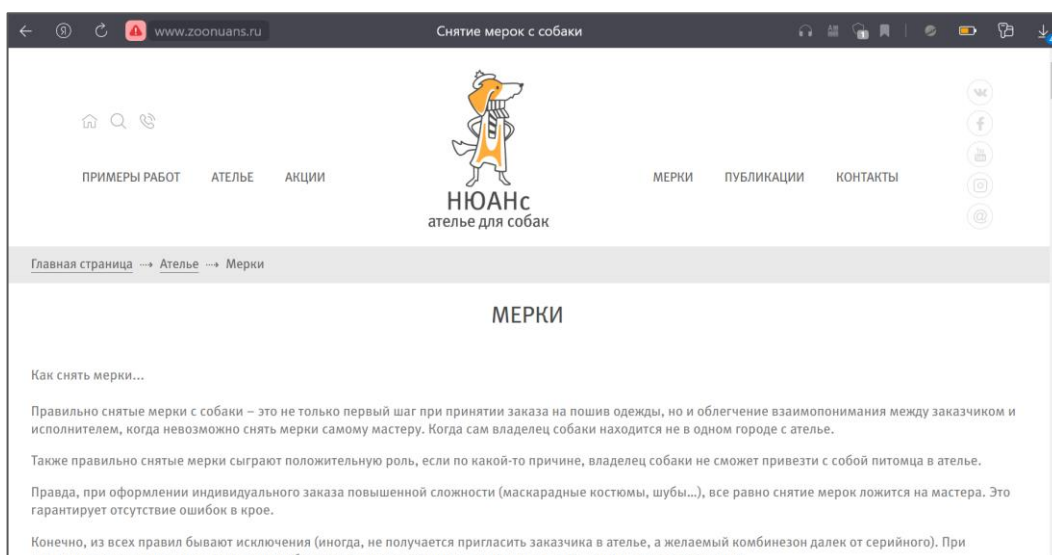 www.zoonuans.ru
Снятие мерок с собаки
ПРИМЕРЫ РАБОТ АТЕЛЬЕ АКЦИИ
НЮАНс
ателье для собак
МЕРКИ ПУБЛИКАЦИИ КОНТАКТЫ
Главная страница ⇢ Ателье ⇢ Мерки
МЕРКИ
Как снять мерки...
Правильно снятые мерки с собаки – это не только первый шаг при принятии заказа на пошив одежды, но и облегчение взаимопонимания между заказчиком и
исполнителем, когда невозможно снять мерки самому мастеру. Когда сам владелец собаки находится не в одном городе с ателье.
Также правильно снятые мерки сыграют положительную роль, если по какой-то причине, владелец собаки не сможет привезти с собой питомца в ателье.
Правда, при оформлении индивидуального заказа повышенной сложности (маскарадные костюмы, шубы...), все равно снятие мерок ложится на мастера. Это
гарантирует отсутствие ошибок в крое.
Конечно, из всех правил бывают исключения (иногда, не получается пригласить заказчика в ателье, а желаемый комбинезон далек от серийного). При